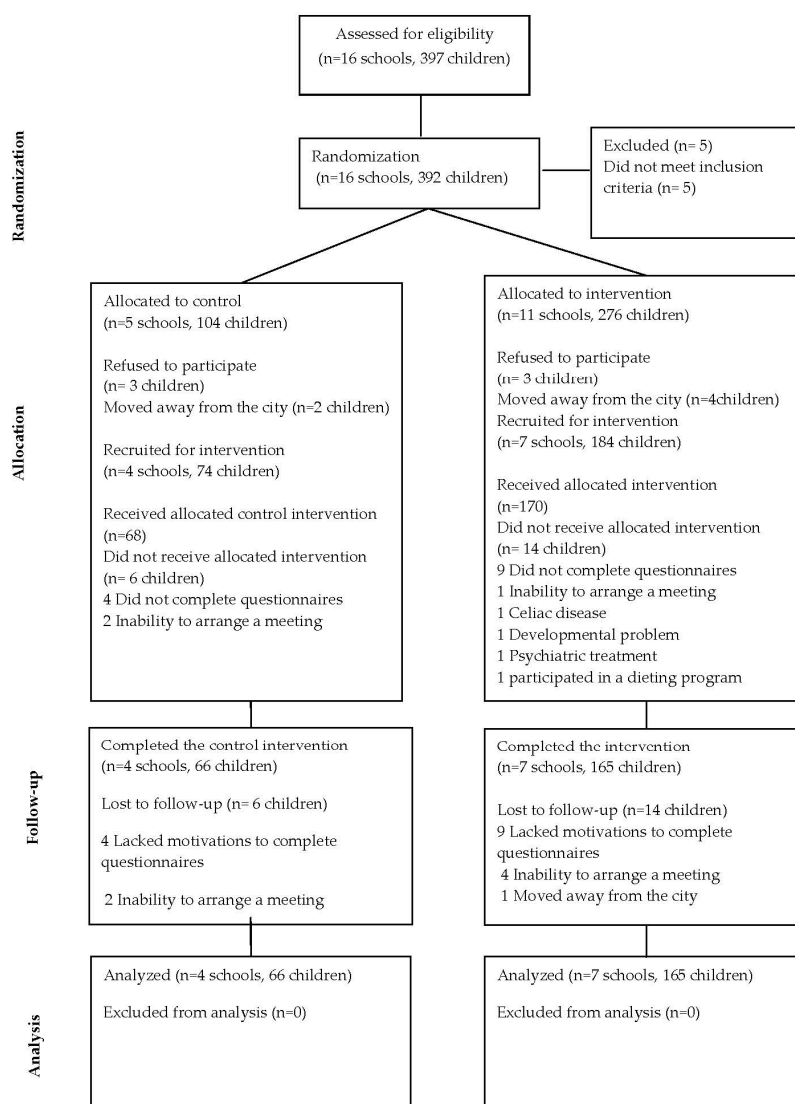 Assessed for eligibility
(n=16 schools, 397 children)
Randomization
Randomization
(n=16 schools, 392 children)
Excluded (n= 5)
Did not meet inclusion
criteria (n= 5)
Allocation
Allocated to control
(n=5 schools, 104 children)
Refused to participate
(n= 3 children)
Moved away from the city (n=2 children)
Recruited for intervention
(n=4 schools, 74 children)
Received allocated control intervention
(n=68)
Did not receive allocated intervention
(n= 6 children)
4 Did not complete questionnaires
2 Inability to arrange a meeting
Allocated to intervention
(n=11 schools, 276 children)
Refused to participate
(n= 3 children)
Moved away from the city (n=4children)
Recruited for intervention
(n=7 schools, 184 children)
Received allocated intervention
(n=170)
Did not receive allocated intervention
(n= 14 children)
9 Did not complete questionnaires
1 Inability to arrange a meeting
1 Celiac disease
1 Developmental problem
1 Psychiatric treatment
1 participated in a dieting program
Follow-up
Completed the control intervention
(n=4 schools, 66 children)
Lost to follow-up (n= 6 children)
4 Lacked motivations to complete
questionnaires
2 Inability to arrange a meeting
Completed the intervention
(n=7 schools, 165 children)
Lost to follow-up (n=14 children)
9 Lacked motivations to complete
questionnaires
4 Inability to arrange a meeting
1 Moved away from the city
Analysis
Analyzed (n=4 schools, 66 children)
Excluded from analysis (n=0)
Analyzed (n=7 schools, 165 children)
Excluded from analysis (n=0)